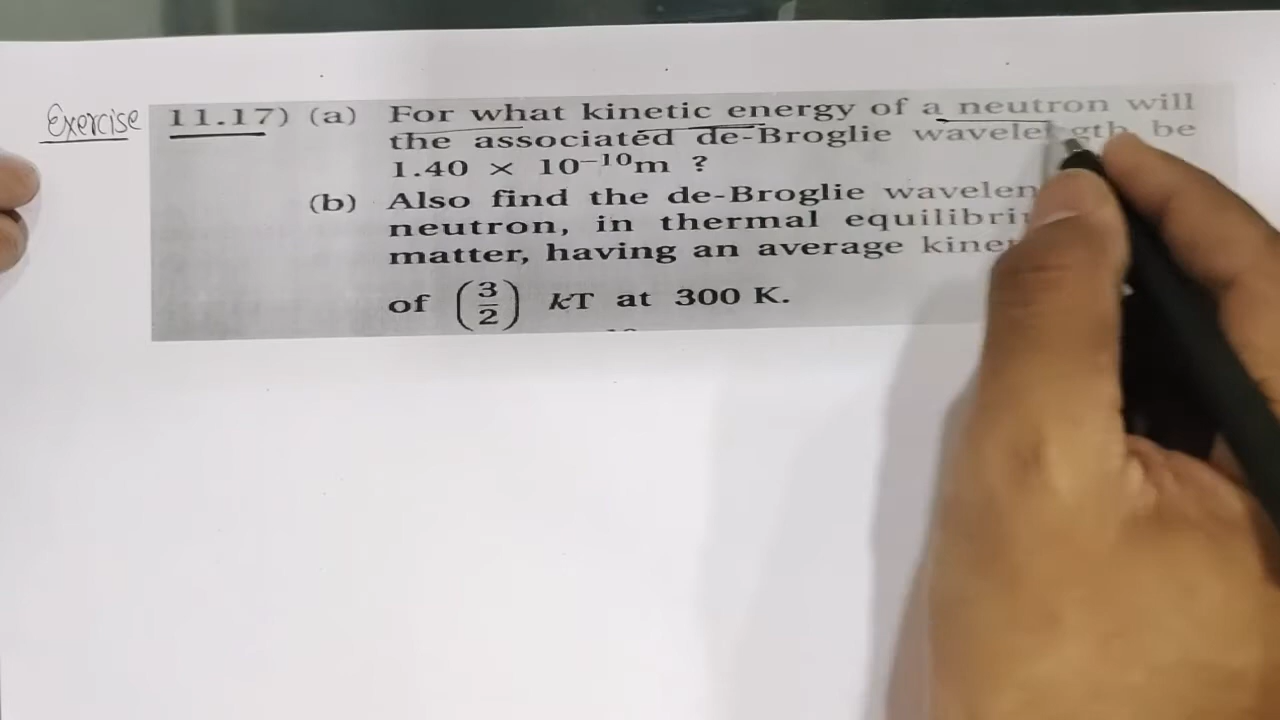 Exercise 11.17) (a) For what kinetic energy of a neutron will
the associated de-Broglie be
1.40 × 10⁻¹⁰m ?
(b) Also find the de-Broglie
neutron, in thermal
matter, having an average
of (3/2) kT at 300 K.